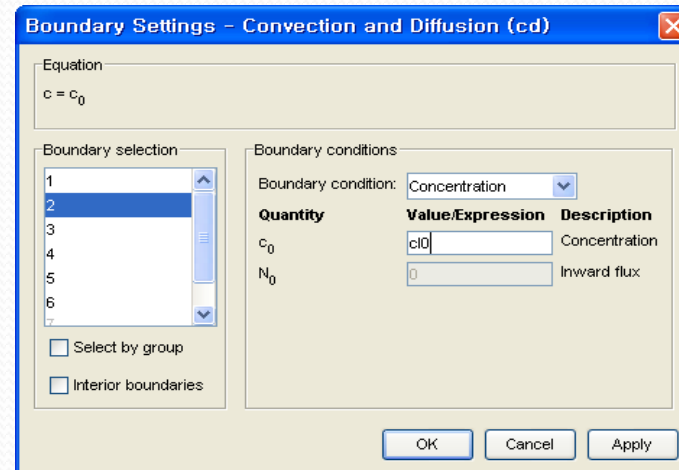 Boundary Settings - Convection and Diffusion (cd)
Equation
c = c0
Boundary selection
1
2
3
4
5
6
7
Select by group
Interior boundaries
Boundary conditions
Boundary condition: Concentration
Quantity Value/Expression Description
c0 cl0 Concentration
N0 0 Inward flux
OK Cancel Apply